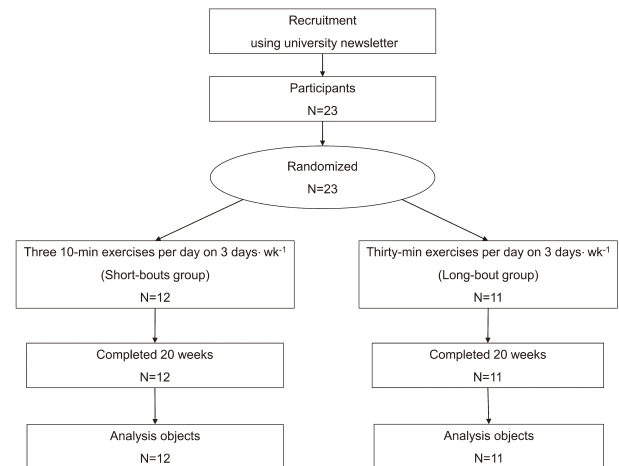 Recruitment
using university newsletter
Participants
N=23
Randomized
N=23
Three 10-min exercises per day on 3 days· wk-1
(Short-bouts group)
N=12
Thirty-min exercises per day on 3 days· wk-1
(Long-bout group)
N=11
Completed 20 weeks
N=12
Completed 20 weeks
N=11
Analysis objects
N=12
Analysis objects
N=11